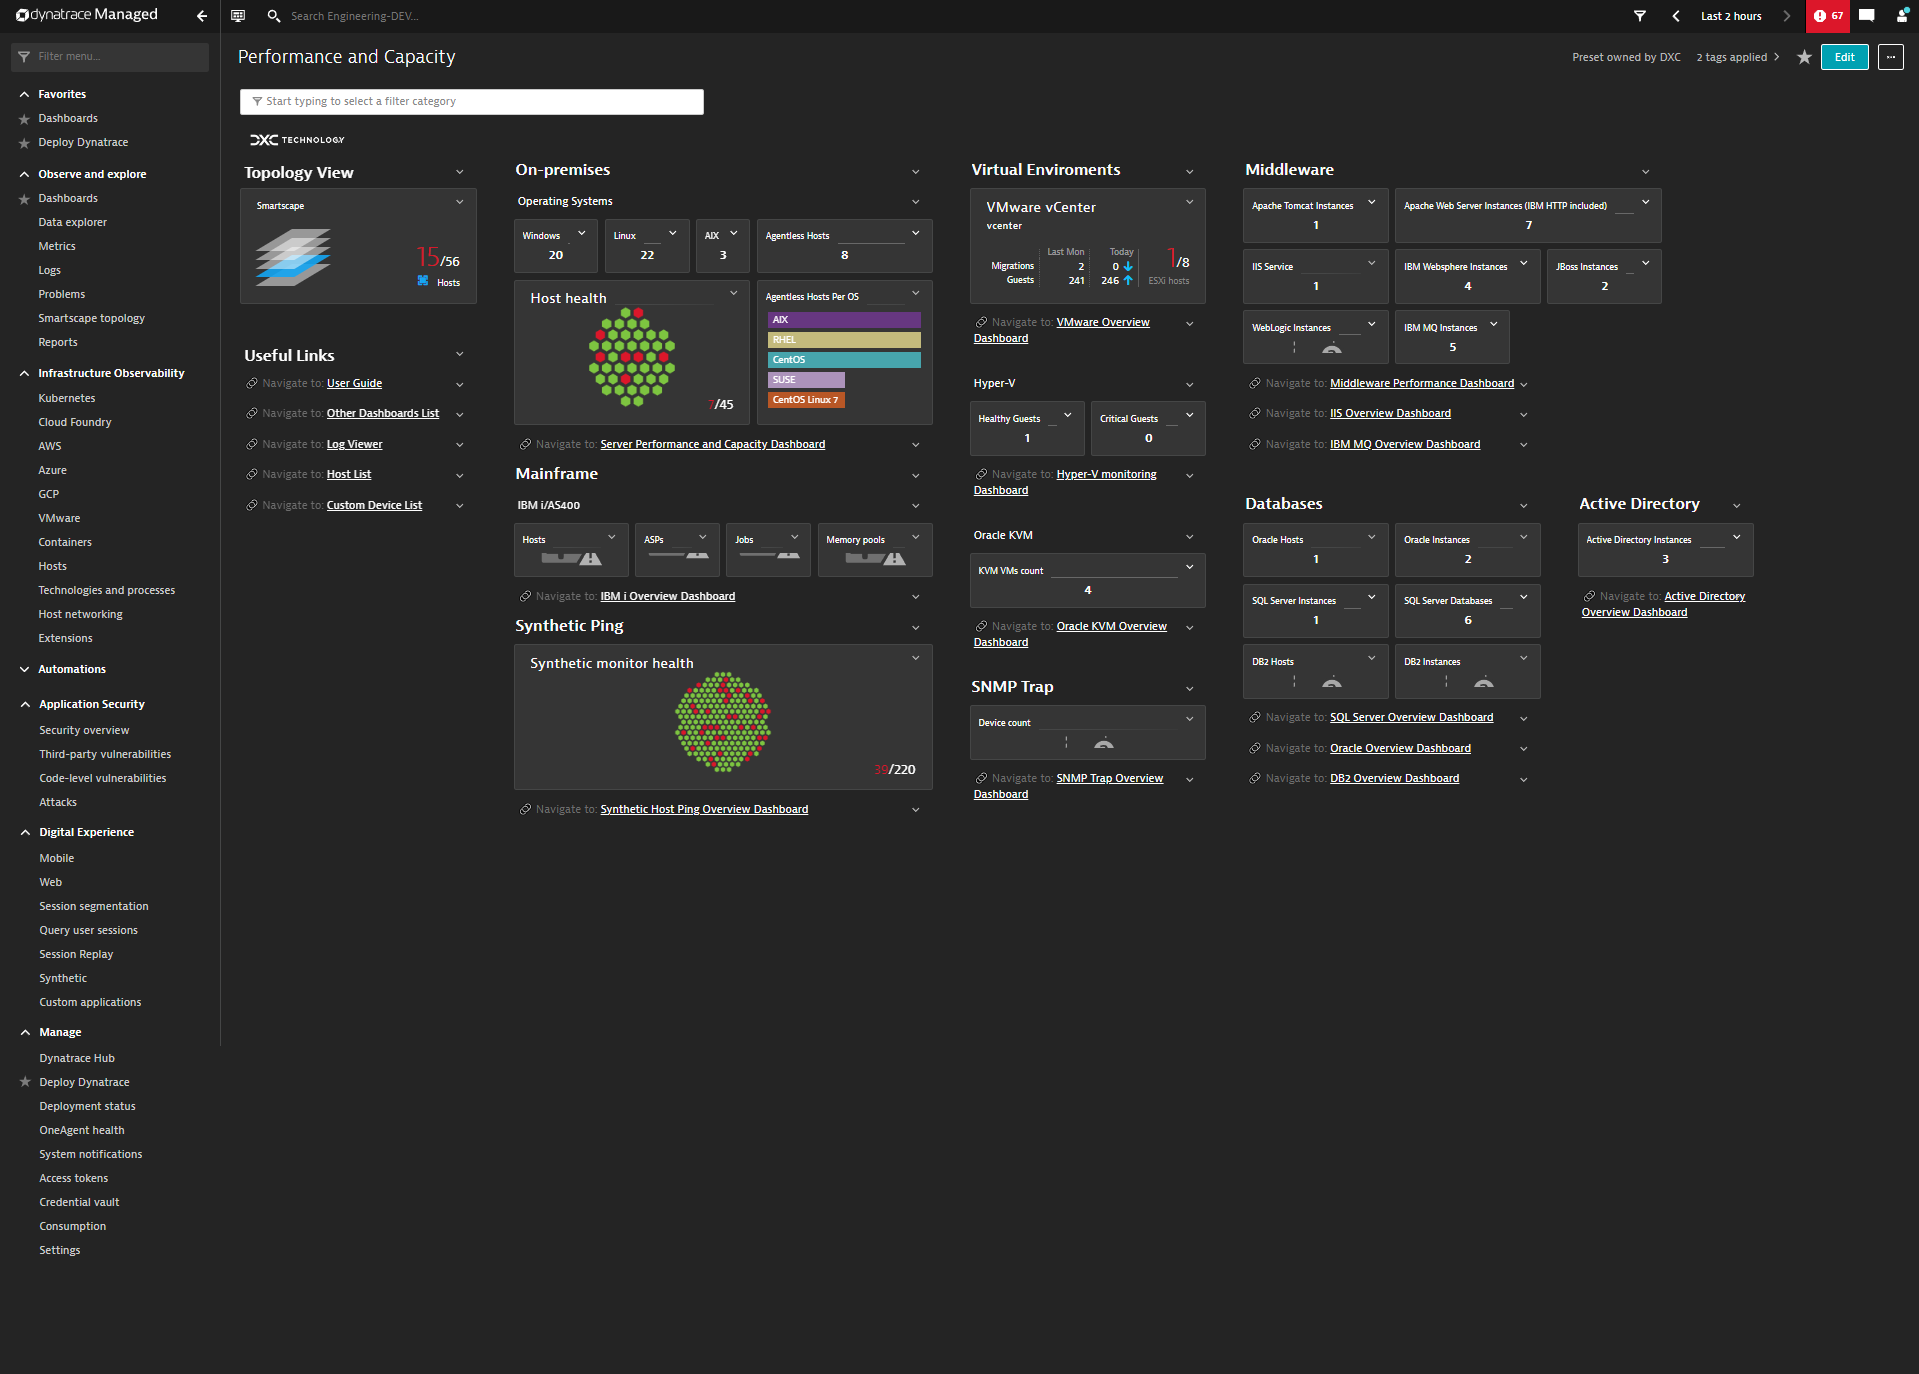 dynatrace Managed
Search Engineering-DEV...
Last 2 hours
67
Filter menu...
Favorites
Dashboards
Deploy Dynatrace
Observe and explore
Dashboards
Data explorer
Metrics
Logs
Problems
Smartscape topology
Reports
Infrastructure Observability
Kubernetes
Cloud Foundry
AWS
Azure
GCP
VMware
Containers
Hosts
Technologies and processes
Host networking
Extensions
Automations
Application Security
Security overview
Third-party vulnerabilities
Code-level vulnerabilities
Attacks
Digital Experience
Mobile
Web
Session segmentation
Query user sessions
Session Replay
Synthetic
Custom applications
Manage
Dynatrace Hub
Deploy Dynatrace
Deployment status
OneAgent health
System notifications
Access tokens
Credential vault
Consumption
Settings
Performance and Capacity
Preset owned by DXC
2 tags applied
Edit
Start typing to select a filter category
DXC TECHNOLOGY
Topology View
Smartscape
15/56
Hosts
Useful Links
Navigate to: User Guide
Navigate to: Other Dashboards List
Navigate to: Log Viewer
Navigate to: Host List
Navigate to: Custom Device List
On-premises
Operating Systems
Windows
20
Linux
22
AIX
3
Agentless Hosts
8
Host health
7/45
Agentless Hosts Per OS
AIX
RHEL
CentOS
SUSE
CentOS Linux 7
Navigate to: Server Performance and Capacity Dashboard
Mainframe
IBM i/AS400
Hosts
ASPs
Jobs
Memory pools
Navigate to: IBM i Overview Dashboard
Synthetic Ping
Synthetic monitor health
39/220
Navigate to: Synthetic Host Ping Overview Dashboard
Virtual Enviroments
VMware vCenter
vcenter
Last Mon Today
Migrations 2 0
Guests 241 246
1/8
ESXi hosts
Navigate to: VMware Overview
Dashboard
Hyper-V
Healthy Guests
1
Critical Guests
0
Navigate to: Hyper-V monitoring
Dashboard
Oracle KVM
KVM VMs count
4
Navigate to: Oracle KVM Overview
Dashboard
SNMP Trap
Device count
Navigate to: SNMP Trap Overview
Dashboard
Middleware
Apache Tomcat Instances
1
Apache Web Server Instances (IBM HTTP included)
7
IIS Service
1
IBM Websphere Instances
4
JBoss Instances
2
WebLogic Instances
IBM MQ Instances
5
Navigate to: Middleware Performance Dashboard
Navigate to: IIS Overview Dashboard
Navigate to: IBM MQ Overview Dashboard
Databases
Oracle Hosts
1
Oracle Instances
2
SQL Server Instances
1
SQL Server Databases
6
DB2 Hosts
DB2 Instances
Navigate to: SQL Server Overview Dashboard
Navigate to: Oracle Overview Dashboard
Navigate to: DB2 Overview Dashboard
Active Directory
Active Directory Instances
3
Navigate to: Active Directory
Overview Dashboard